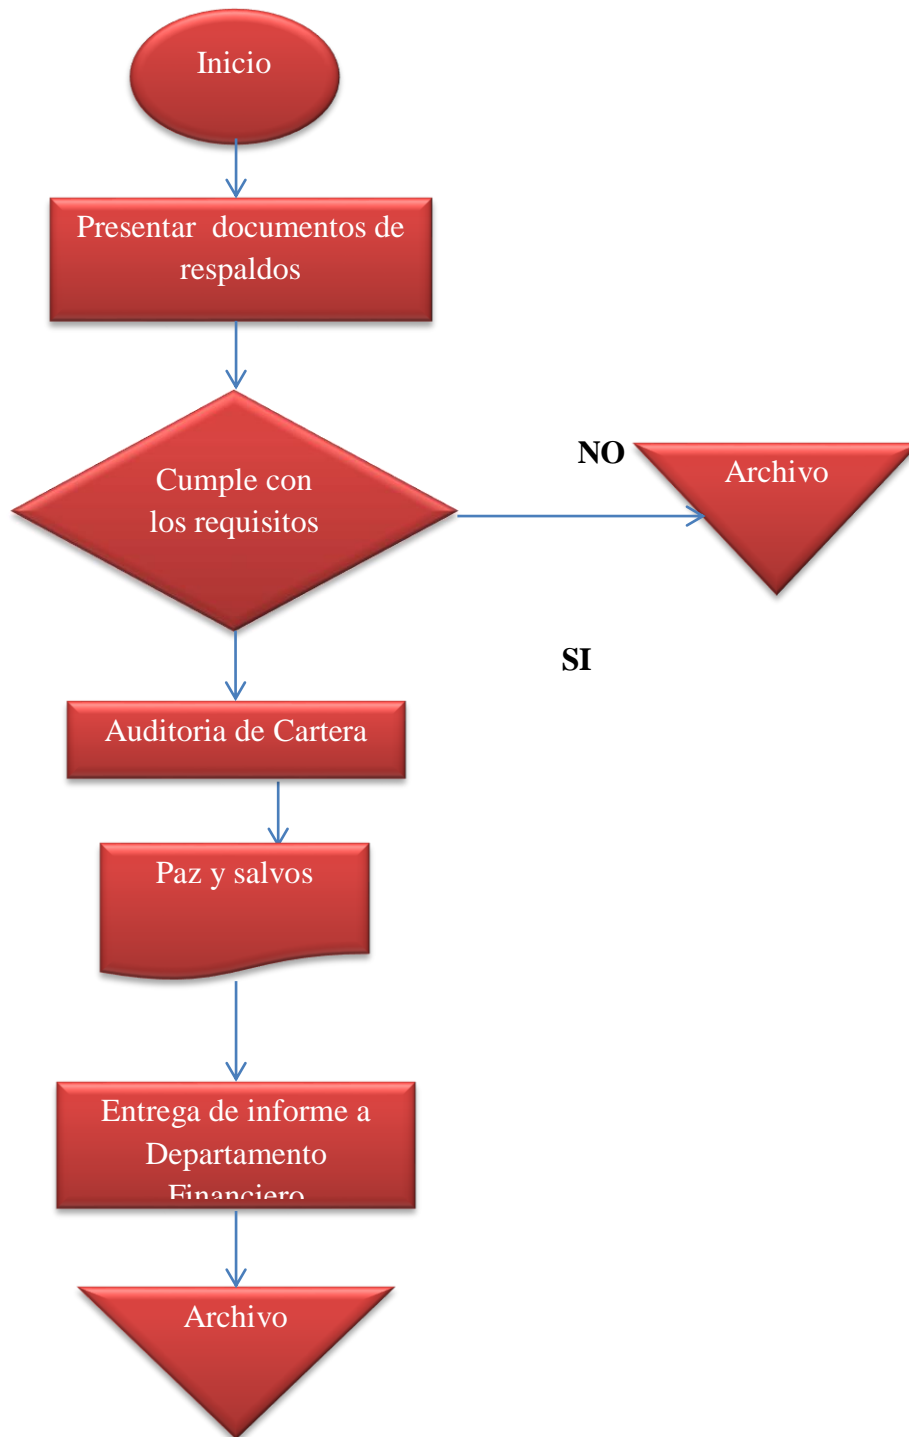 Inicio
Presentar documentos de
respaldos
Cumple con
los requisitos
NO
Archivo
SI
Auditoria de Cartera
Paz y salvos
Entrega de informe a
Departamento
Financiero
Archivo